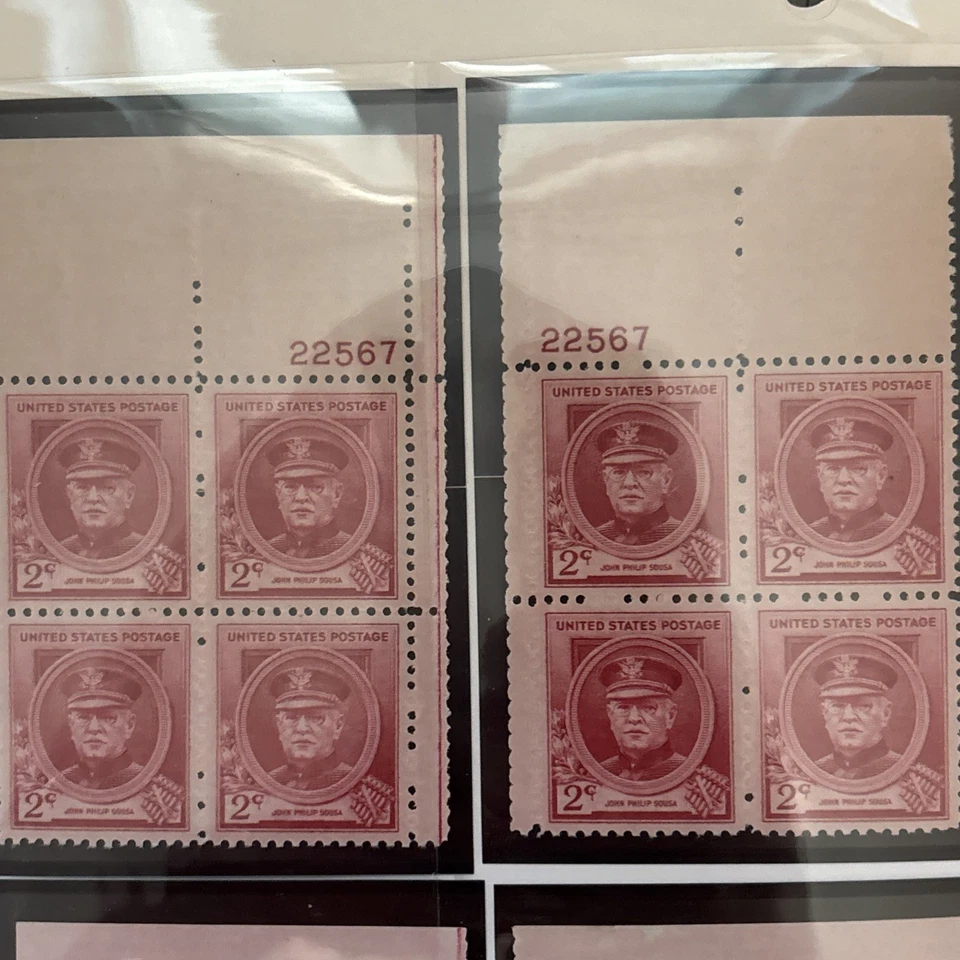 22567
UNITED STATES POSTAGE
2¢
JOHN PHILIP SOUSA
UNITED STATES POSTAGE
2¢
JOHN PHILIP SOUSA
UNITED STATES POSTAGE
2¢
JOHN PHILIP SOUSA
UNITED STATES POSTAGE
2¢
JOHN PHILIP SOUSA
22567
UNITED STATES POSTAGE
2¢
JOHN PHILIP SOUSA
UNITED STATES POSTAGE
2¢
JOHN PHILIP SOUSA
UNITED STATES POSTAGE
2¢
JOHN PHILIP SOUSA
UNITED STATES POSTAGE
2¢
JOHN PHILIP SOUSA